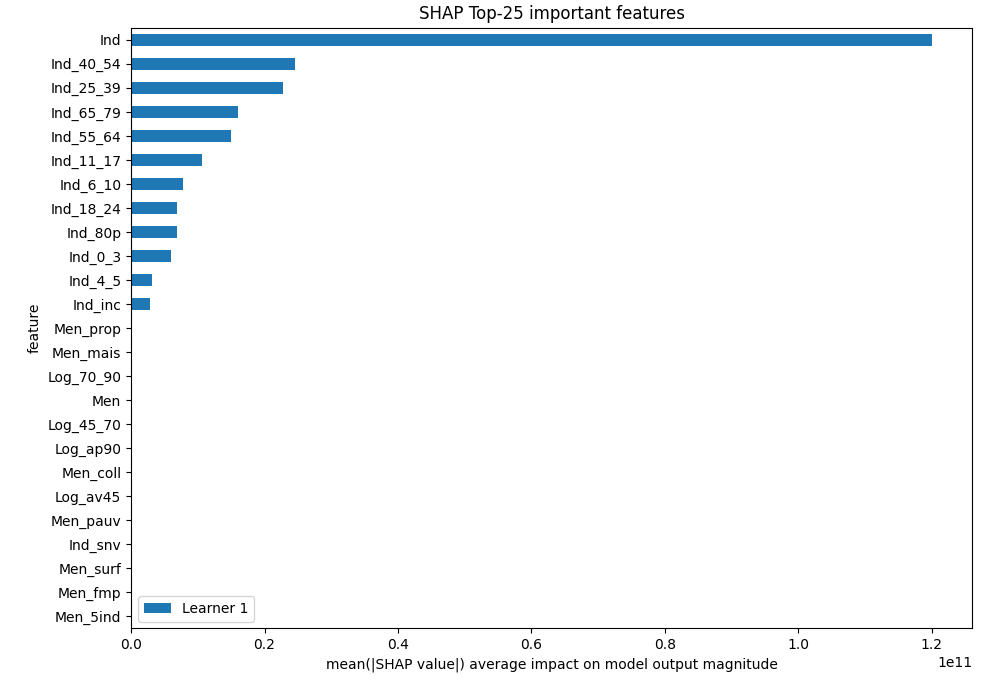 SHAP Top-25 important features
Ind
Ind_40_54
Ind_25_39
Ind_65_79
Ind_55_64
Ind_11_17
Ind_6_10
Ind_18_24
Ind_80p
Ind_0_3
Ind_4_5
Ind_inc
Men_prop
Men_mais
Log_70_90
Men
Log_45_70
Log_ap90
Men_coll
Log_av45
Men_pauv
Ind_snv
Men_surf
Men_fmp
Men_5ind
feature
Learner 1
0.0 0.2 0.4 0.6 0.8 1.0 1.2
1e11
mean(|SHAP value|) average impact on model output magnitude